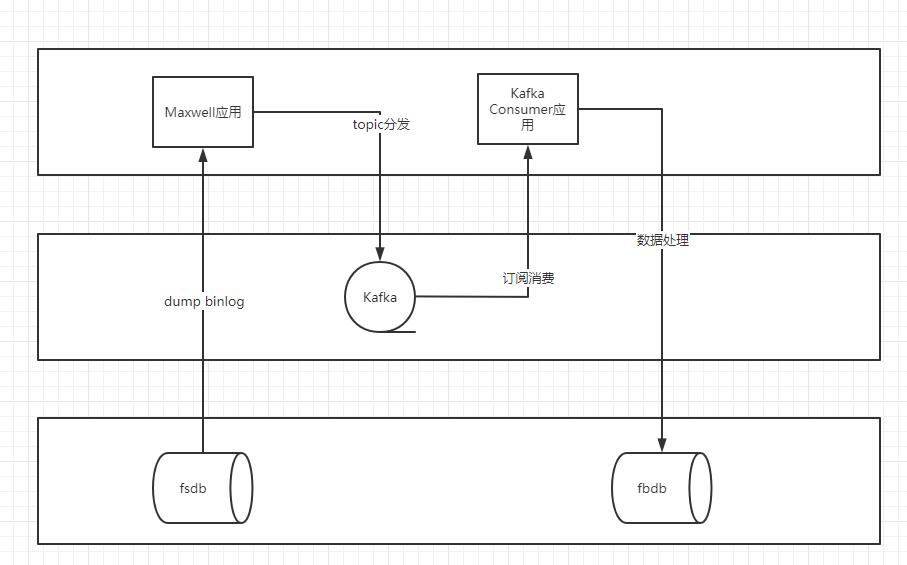 Maxwell应用
topic分发
Kafka
Consumer应
用
数据处理
dump binlog
Kafka
订阅消费
fsdb
fbdb